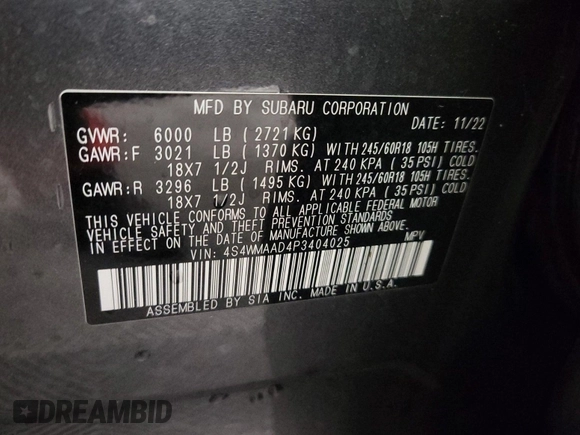 MFD BY SUBARU CORPORATION
DATE: 11/22
GVWR: 6000 LB (2721 KG)
GAWR:F 3021 LB (1370 KG) WITH 245/60R18 105H TIRES.
18X7 1/2J RIMS. AT 240 KPA (35 PSI) COLD
GAWR:R 3296 LB (1495 KG) WITH 245/60R18 105H TIRES.
18X7 1/2J RIMS. AT 240 KPA (35 PSI) COLD
THIS VEHICLE CONFORMS TO ALL APPLICABLE FEDERAL MOTOR
VEHICLE SAFETY, AND THEFT PREVENTION STANDARDS
IN EFFECT ON THE DATE OF MANUFACTURE SHOWN ABOVE.
VIN: 4S4WMAAD4P3404025 MPV
ASSEMBLED BY SIA INC. MADE IN U.S.A.
DREAMBID